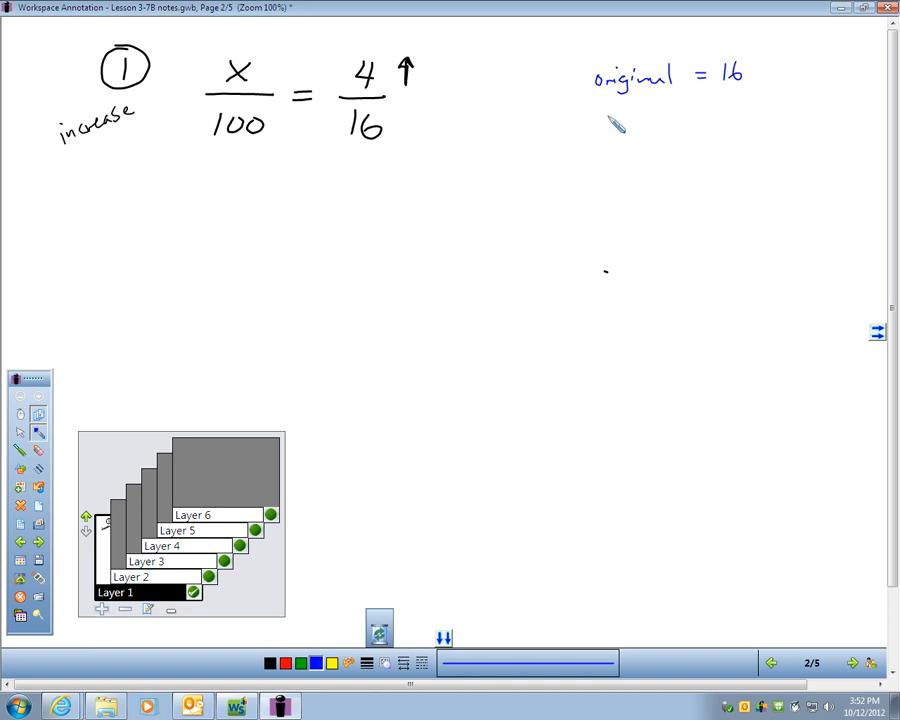 Workspace Annotation - Lesson 3-7B notes.gwb, Page 2/5 (Zoom 100%) *
1
increase
x/100 = 4/16 ↑
original = 16
Layer 6
Layer 5
Layer 4
Layer 3
Layer 2
Layer 1
2/5
3:52 PM
10/12/2012